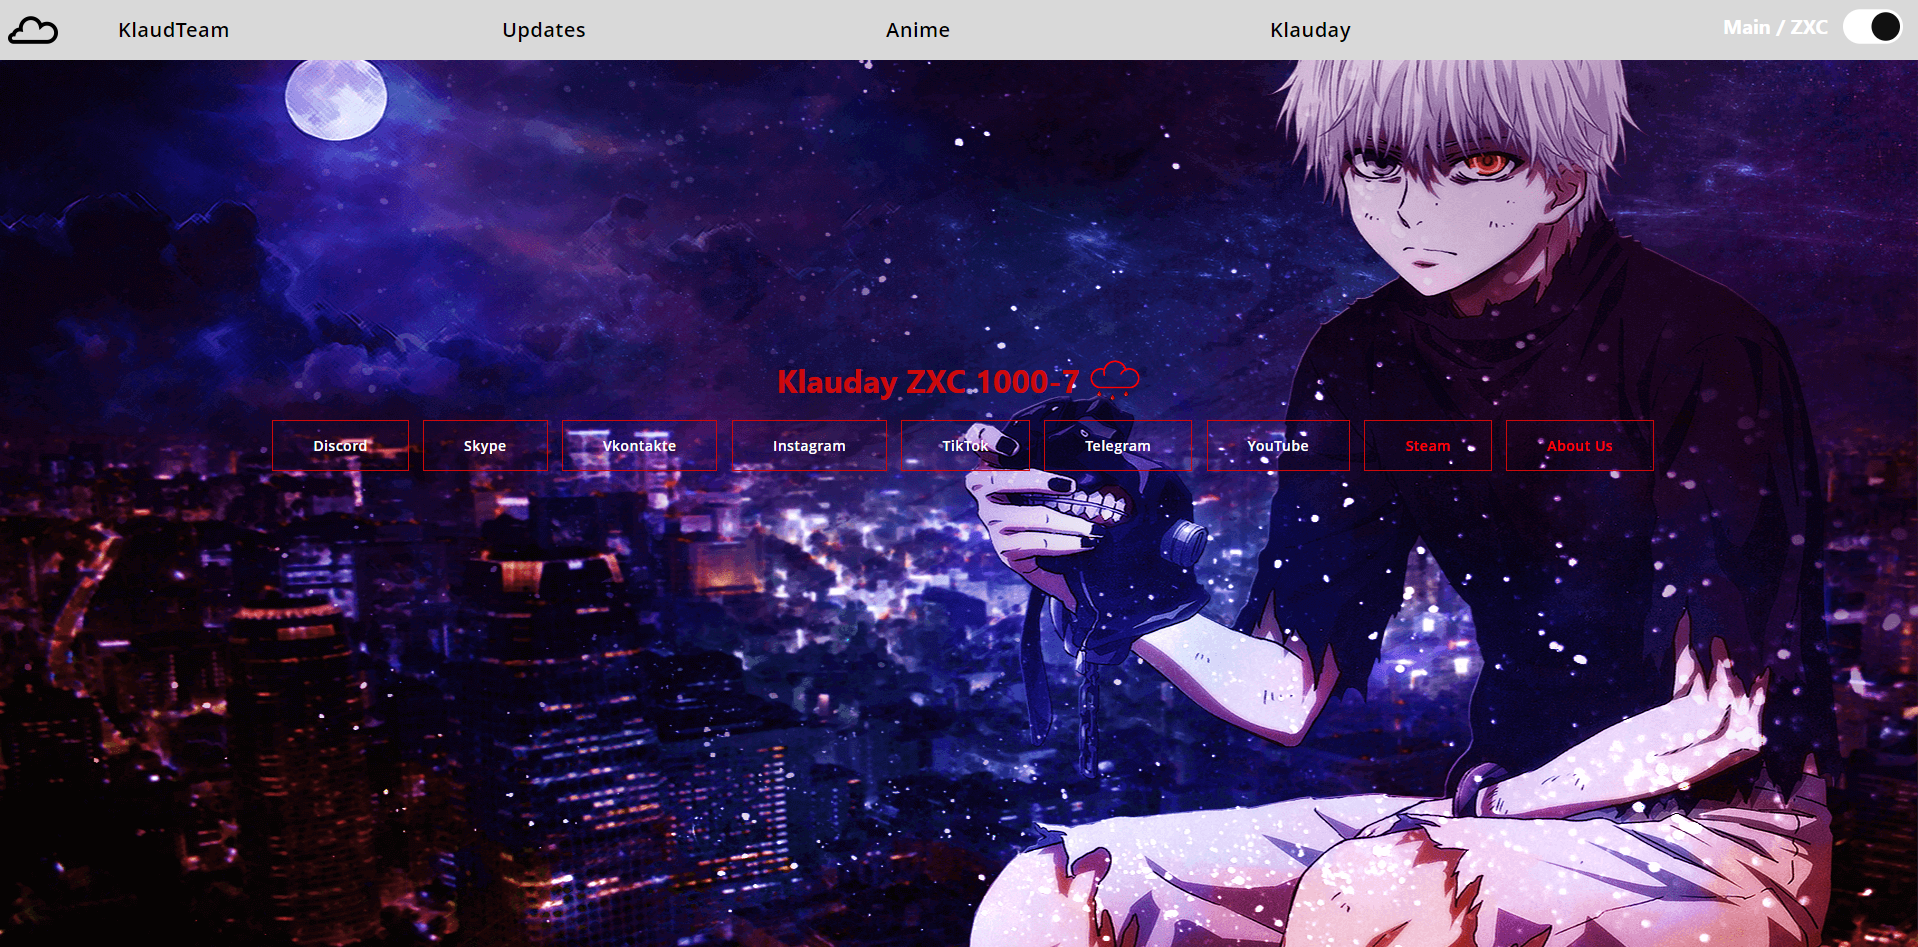 KlaudTeam Updates Anime Klauday Main / ZXC
Klauday ZXC 1000-7
Discord Skype Vkontakte Instagram TikTok Telegram YouTube Steam About Us